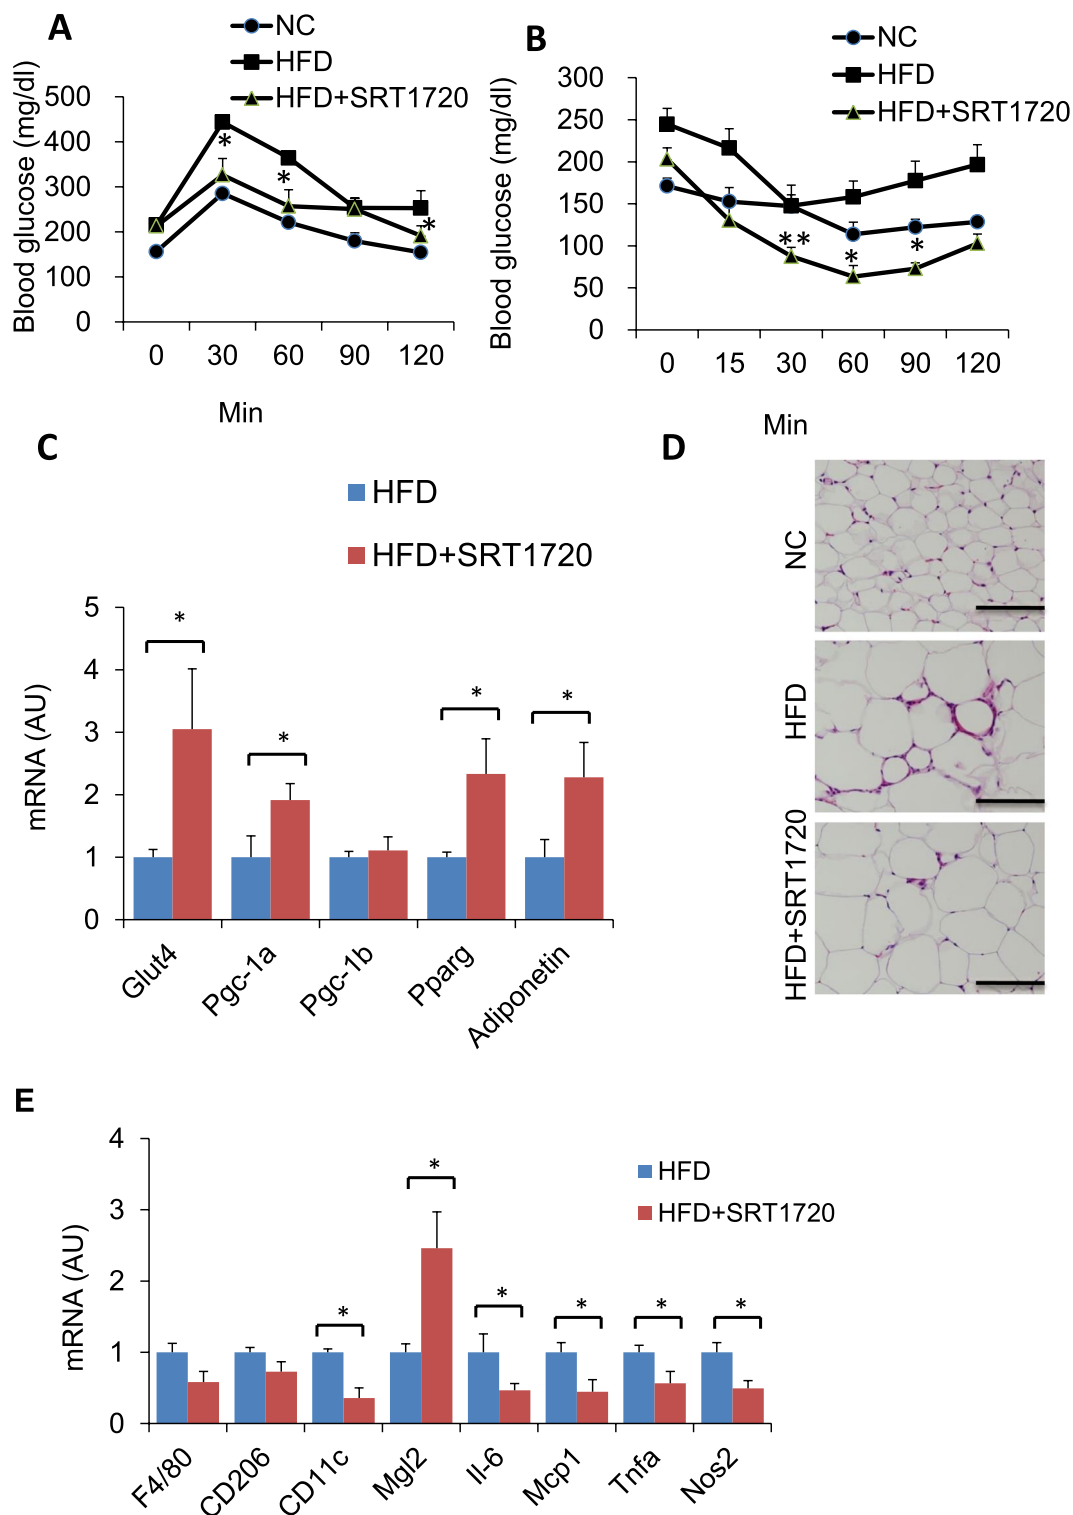 A
NC
HFD
HFD+SRT1720
Blood glucose (mg/dl)
500
400
300
200
100
0
*
*
*
0 30 60 90 120
Min
B
NC
HFD
HFD+SRT1720
Blood glucose (mg/dl)
300
250
200
150
100
50
0
**
*
*
0 15 30 60 90 120
Min
C
HFD
HFD+SRT1720
mRNA (AU)
5
4
3
2
1
0
*
*
*
*
Glut4 Pgc-1a Pgc-1b Pparg Adiponetin
D
NC
HFD
HFD+SRT1720
E
HFD
HFD+SRT1720
mRNA (AU)
4
3
2
1
0
*
*
*
*
*
*
F4/80 CD206 CD11c Mgl2 Il-6 Mcp1 Tnfa Nos2